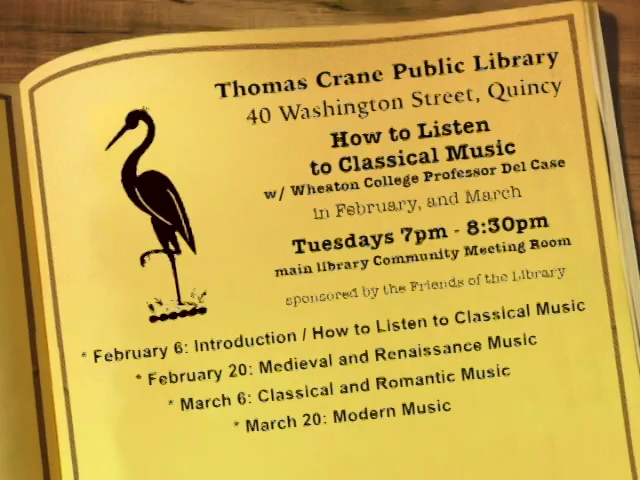 Thomas Crane Public Library
40 Washington Street, Quincy
How to Listen
to Classical Music
w/ Wheaton College Professor Del Case
in February, and March
Tuesdays 7pm - 8:30pm
main library Community Meeting Room
sponsored by the Friends of the Library
* February 6: Introduction / How to Listen to Classical Music
* February 20: Medieval and Renaissance Music
* March 6: Classical and Romantic Music
* March 20: Modern Music